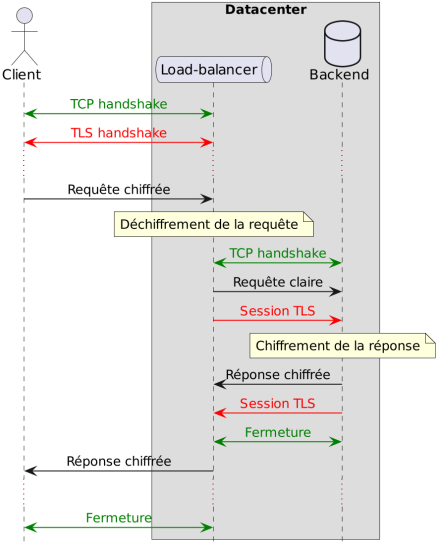 Datacenter
Client
Load-balancer
Backend
TCP handshake
TLS handshake
Requête chiffrée
Déchiffrement de la requête
TCP handshake
Requête claire
Session TLS
Chiffrement de la réponse
Réponse chiffrée
Session TLS
Fermeture
Réponse chiffrée
Fermeture